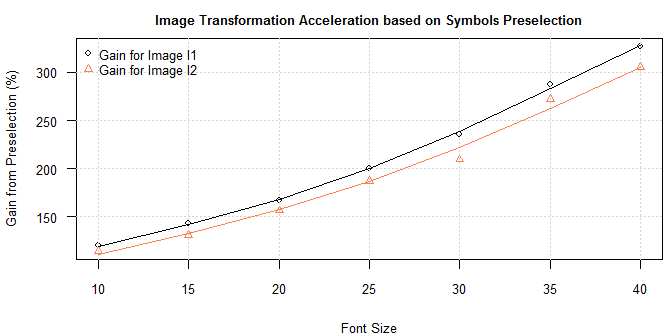 Image Transformation Acceleration based on Symbols Preselection
Gain for Image I1
Gain for Image I2
Gain from Preselection (%)
300
250
200
150
10 15 20 25 30 35 40
Font Size